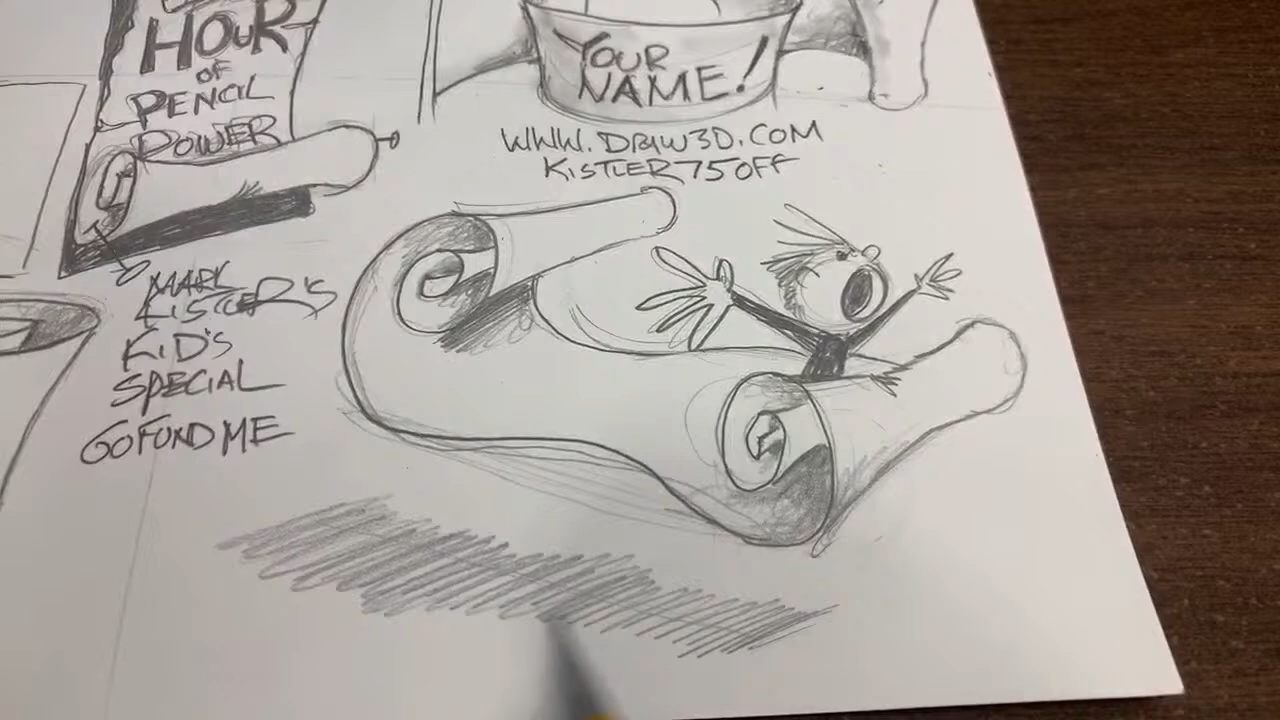 HOUR
OF
PENCIL
POWER
YOUR
NAME!
WWW.DRAW3D.COM
KISTLER75OFF
MARK
KISTLER'S
KID'S
SPECIAL
GOFUNDME